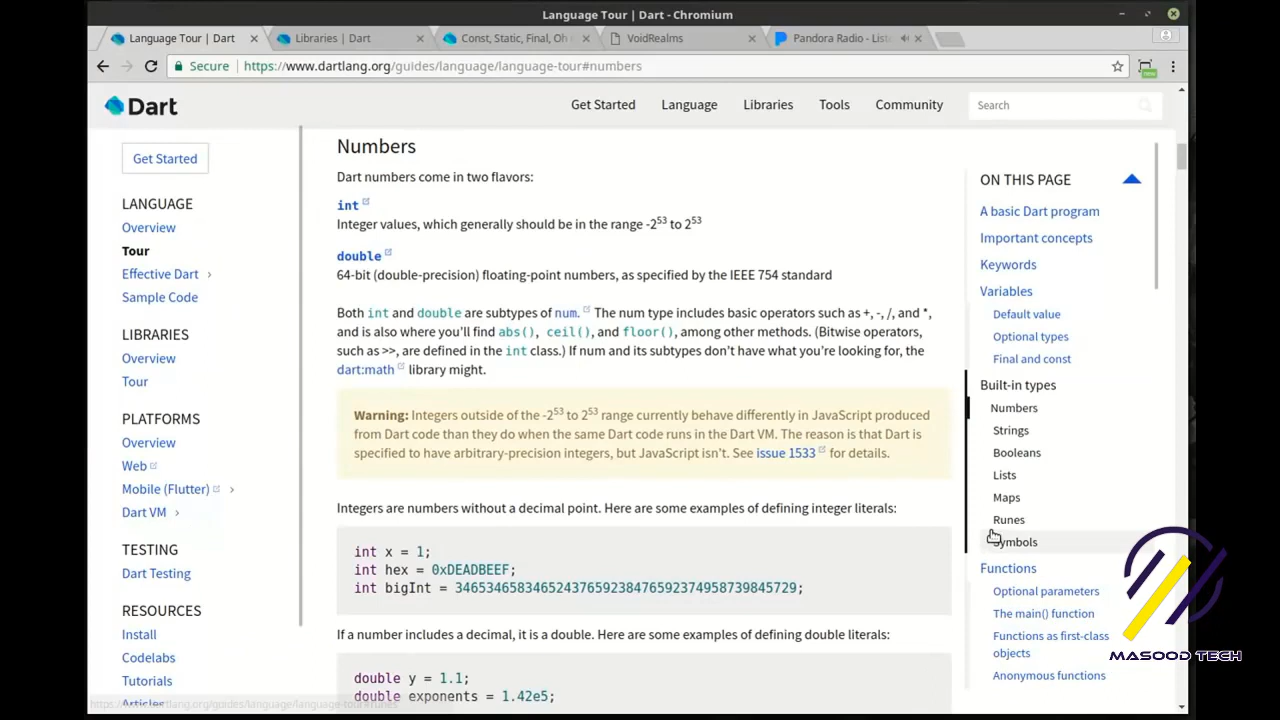 Language Tour | Dart - Chromium
Language Tour | Dart
Libraries | Dart
Const, Static, Final, Oh
VoidRealms
Pandora Radio - List
Secure
https://www.dartlang.org/guides/language/language-tour#numbers
new
Dart
Get Started
Language
Libraries
Tools
Community
Search
Get Started
LANGUAGE
Overview
Tour
Effective Dart
Sample Code
LIBRARIES
Overview
Tour
PLATFORMS
Overview
Web
Mobile (Flutter)
Dart VM
TESTING
Dart Testing
RESOURCES
Install
Codelabs
Tutorials
Articles
https://www.dartlang.org/guides/language/language-tour#runes
Numbers
Dart numbers come in two flavors:
int
Integer values, which generally should be in the range -2⁵³ to 2⁵³
double
64-bit (double-precision) floating-point numbers, as specified by the IEEE 754 standard
Both int and double are subtypes of num. The num type includes basic operators such as +, -, /, and *,
and is also where you’ll find abs(), ceil(), and floor(), among other methods. (Bitwise operators,
such as >>, are defined in the int class.) If num and its subtypes don’t have what you’re looking for, the
dart:math library might.
Warning: Integers outside of the -2⁵³ to 2⁵³ range currently behave differently in JavaScript produced
from Dart code than they do when the same Dart code runs in the Dart VM. The reason is that Dart is
specified to have arbitrary-precision integers, but JavaScript isn’t. See issue 1533 for details.
Integers are numbers without a decimal point. Here are some examples of defining integer literals:
int x = 1;
int hex = 0xDEADBEEF;
int bigInt = 34653465834652437659238476592374958739845729;
If a number includes a decimal, it is a double. Here are some examples of defining double literals:
double y = 1.1;
double exponents = 1.42e5;
ON THIS PAGE
A basic Dart program
Important concepts
Keywords
Variables
Default value
Optional types
Final and const
Built-in types
Numbers
Strings
Booleans
Lists
Maps
Runes
Symbols
Functions
Optional parameters
The main() function
Functions as first-class
objects
Anonymous functions
MASOOD TECH